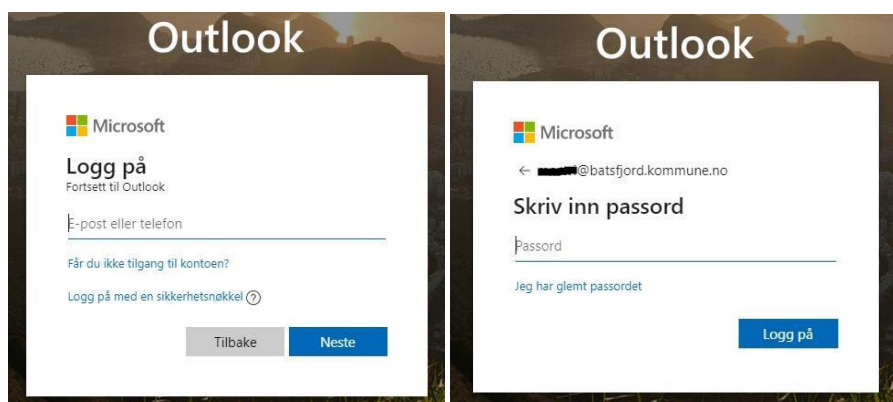 Outlook
Microsoft
Logg på
Fortsett til Outlook
E-post eller telefon
Får du ikke tilgang til kontoen?
Logg på med en sikkerhetsnøkkel ?
Tilbake
Neste
Outlook
Microsoft
← @batsfjord.kommune.no
Skriv inn passord
Passord
Jeg har glemt passordet
Logg på